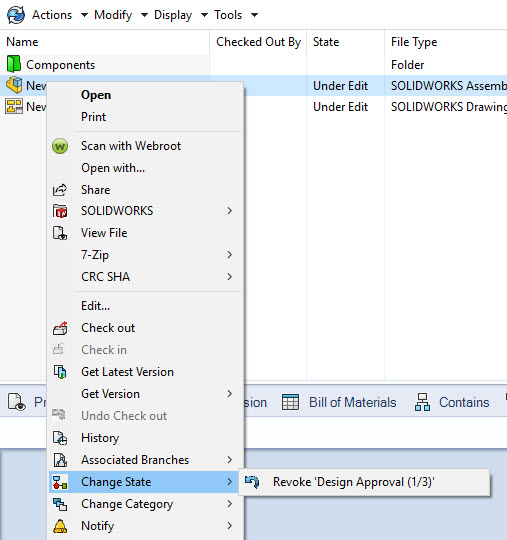 Actions Modify Display Tools
Name Checked Out By State File Type
Components Folder
New Under Edit SOLIDWORKS Assemb
New Under Edit SOLIDWORKS Drawing
Open
Print
Scan with Webroot
Open with...
Share
SOLIDWORKS
View File
7-Zip
CRC SHA
Edit...
Check out
Check in
Get Latest Version
Get Version
Bill of Materials Contains
Undo Check out
History
Associated Branches
Change State Revoke 'Design Approval (1/3)'
Change Category
Notify